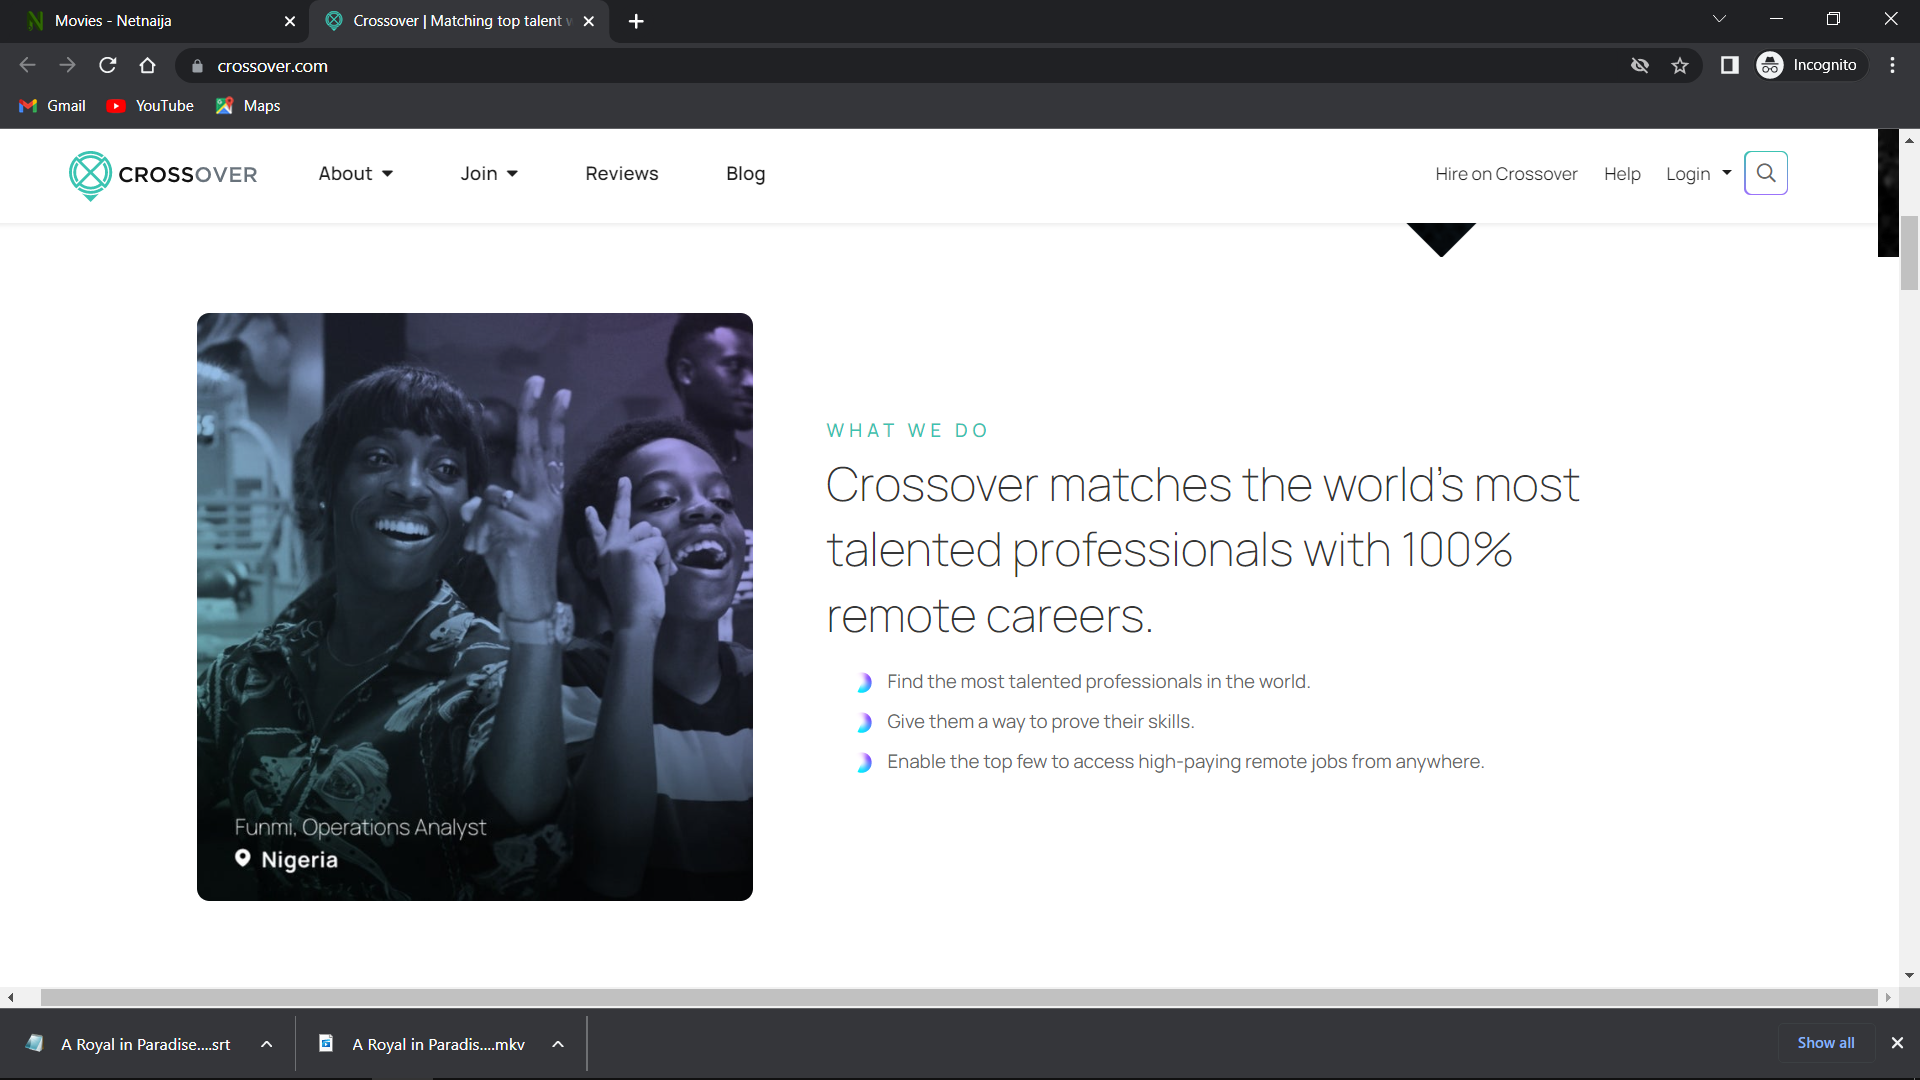 Movies - Netnaija
Crossover | Matching top talent
crossover.com
Incognito
Gmail
YouTube
Maps
CROSSOVER
About
Join
Reviews
Blog
Hire on Crossover
Help
Login
WHAT WE DO
Crossover matches the world's most
talented professionals with 100%
remote careers.
Find the most talented professionals in the world.
Give them a way to prove their skills.
Enable the top few to access high-paying remote jobs from anywhere.
Funmi, Operations Analyst
Nigeria
A Royal in Paradise....srt
A Royal in Paradis....mkv
Show all